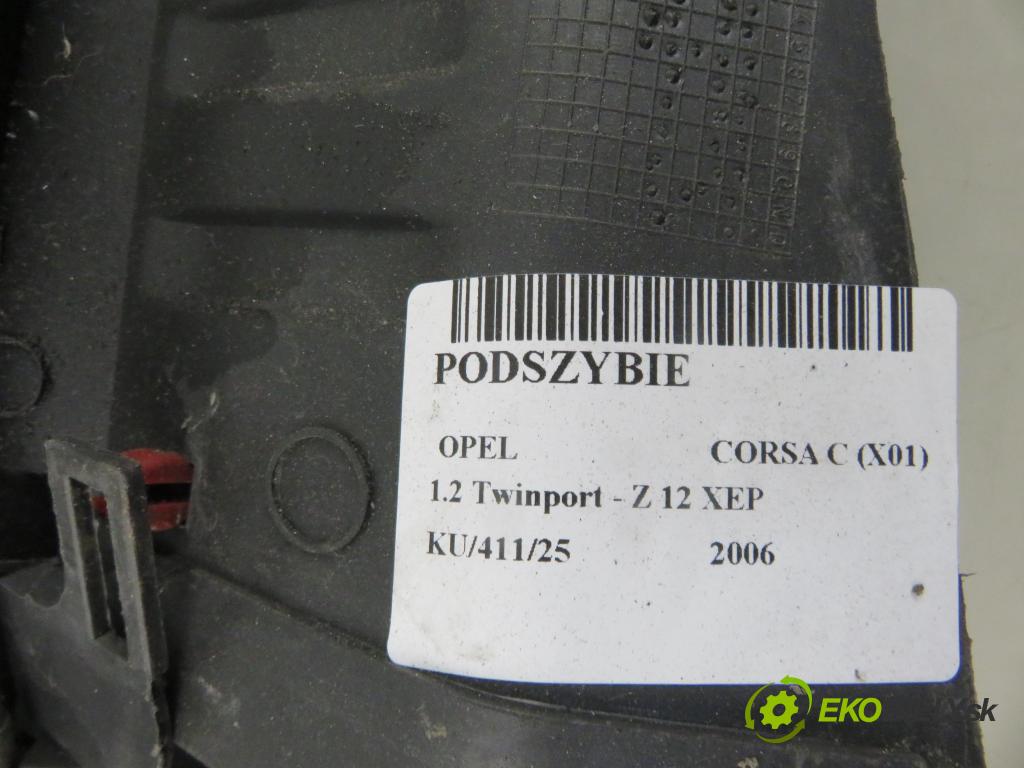 PODSZYBIE
OPEL CORSA C (X01)
1.2 Twinport - Z 12 XEP
KU/411/25 2006
EKO